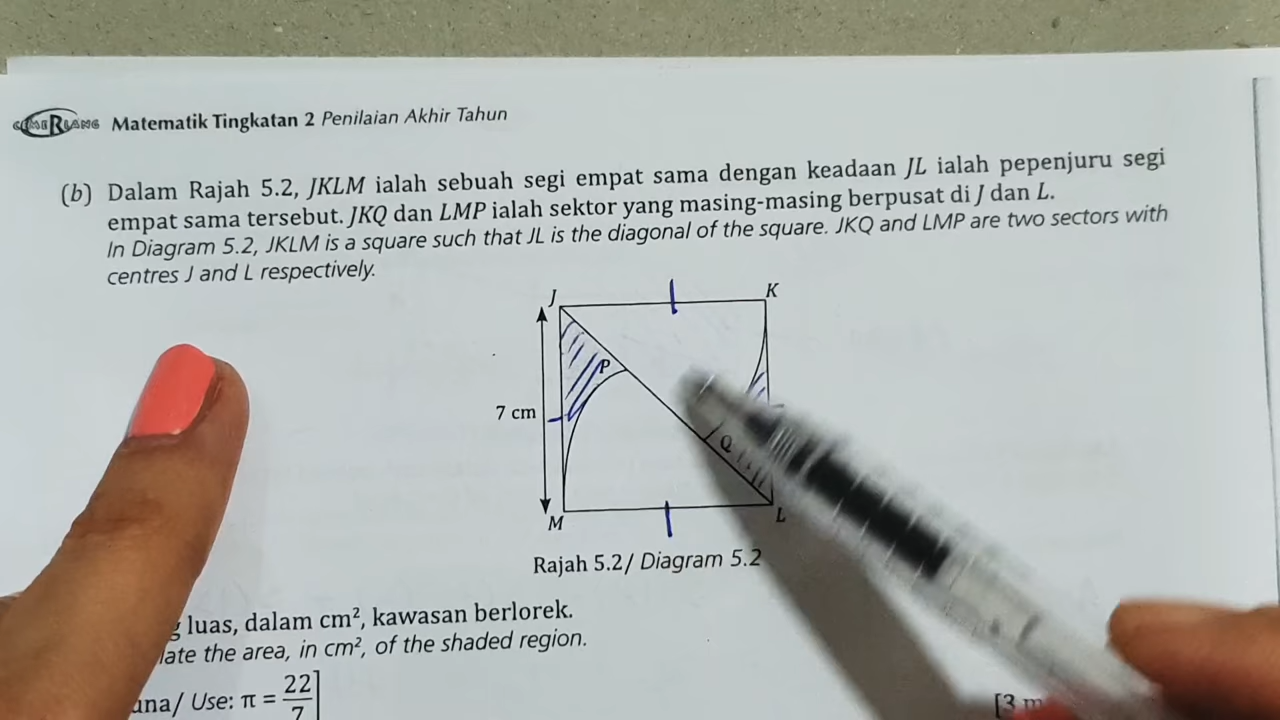 CEMERLANG Matematik Tingkatan 2 Penilaian Akhir Tahun
(b) Dalam Rajah 5.2, JKLM ialah sebuah segi empat sama dengan keadaan JL ialah pepenjuru segi
empat sama tersebut. JKQ dan LMP ialah sektor yang masing-masing berpusat di J dan L.
In Diagram 5.2, JKLM is a square such that JL is the diagonal of the square. JKQ and LMP are two sectors with
centres J and L respectively.
J
K
P
7 cm
Q
M
L
Rajah 5.2/ Diagram 5.2
luas, dalam cm², kawasan berlorek.
the area, in cm², of the shaded region.
Use: π = 22/7]
[3